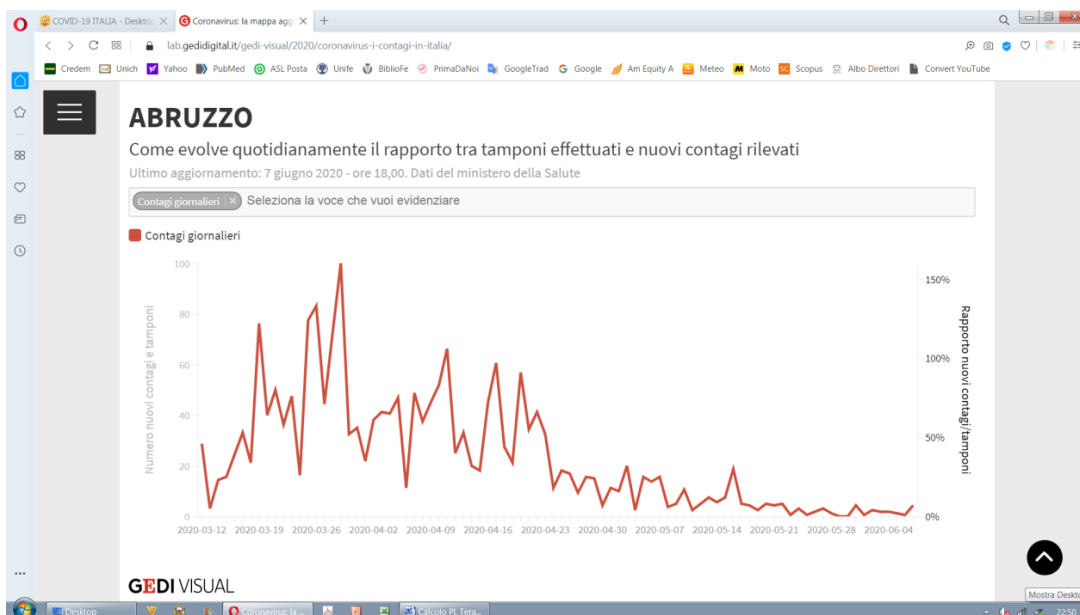 COVID-19 ITALIA - Desktop
Coronavirus: la mappa agg
lab.gedidigital.it/gedi-visual/2020/coronavirus-i-contagi-in-italia/
Credem Unich Yahoo PubMed ASL Posta Unife BiblioFe PrimaDaNoi GoogleTrad Google Am Equity A Meteo Moto Scopus Albo Direttori Convert YouTube
ABRUZZO
Come evolve quotidianamente il rapporto tra tamponi effettuati e nuovi contagi rilevati
Ultimo aggiornamento: 7 giugno 2020 - ore 18,00. Dati del ministero della Salute
Contagi giornalieri × Seleziona la voce che vuoi evidenziare
Contagi giornalieri
100
80
60
40
20
0
Numero nuovi contagi e tamponi
150%
100%
50%
0%
Rapporto nuovi contagi/tamponi
2020-03-12 2020-03-19 2020-03-26 2020-04-02 2020-04-09 2020-04-16 2020-04-23 2020-04-30 2020-05-07 2020-05-14 2020-05-21 2020-05-28 2020-06-04
GEDI VISUAL
Mostra Deskto
Desktop Coronavirus: la ... Calcolo PL Tera... 22:50